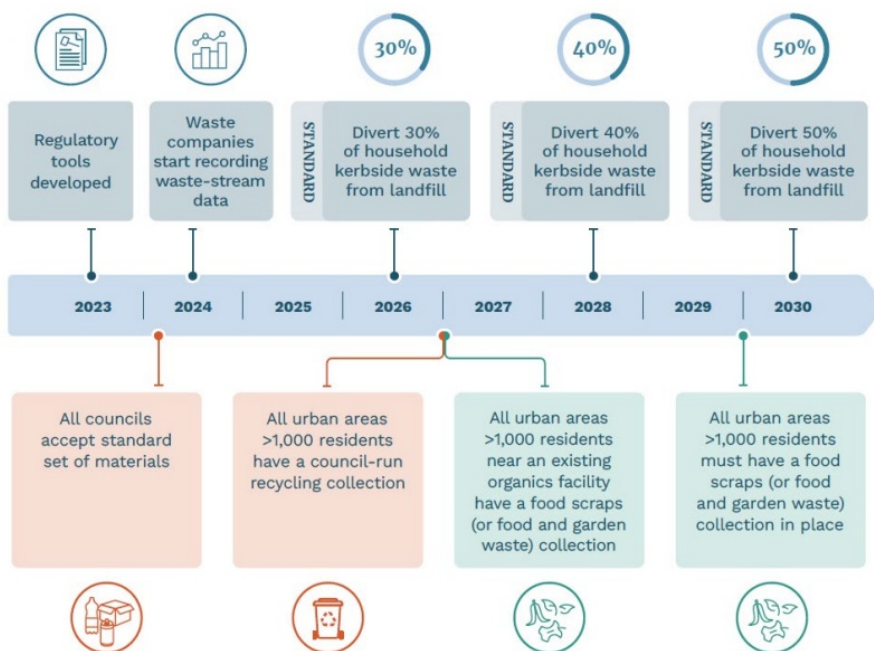 30%
40%
50%
Regulatory
tools
developed
Waste
companies
start recording
waste-stream
data
STANDARD
Divert 30%
of household
kerbside waste
from landfill
STANDARD
Divert 40%
of household
kerbside waste
from landfill
STANDARD
Divert 50%
of household
kerbside waste
from landfill
2023 2024 2025 2026 2027 2028 2029 2030
All councils
accept standard
set of materials
All urban areas
>1,000 residents
have a council-run
recycling collection
All urban areas
>1,000 residents
near an existing
organics facility
have a food scraps
(or food and garden
waste) collection
All urban areas
>1,000 residents
must have a food
scraps (or food
and garden waste)
collection in place